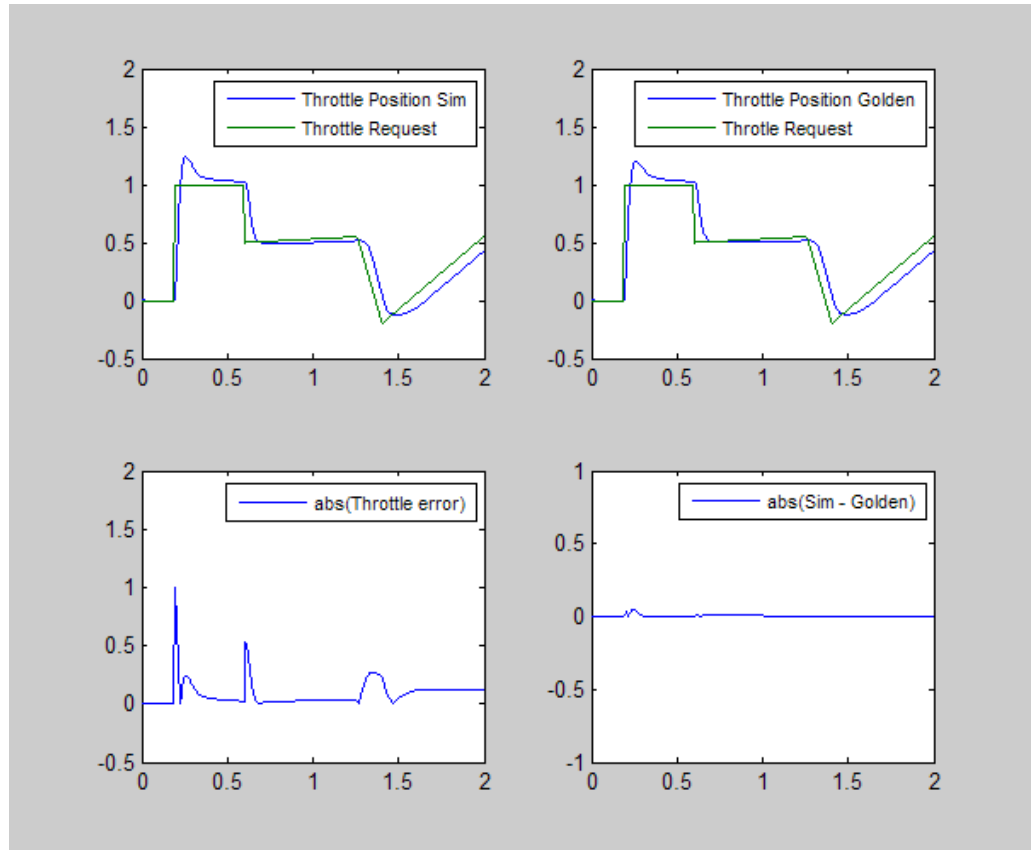 2
1.5
1
0.5
0
-0.5
0 0.5 1 1.5 2
Throttle Position Sim
Throttle Request
2
1.5
1
0.5
0
-0.5
0 0.5 1 1.5 2
Throttle Position Golden
Throtle Request
2
1.5
1
0.5
0
-0.5
0 0.5 1 1.5 2
abs(Throttle error)
1
0.5
0
-0.5
-1
0 0.5 1 1.5 2
abs(Sim - Golden)